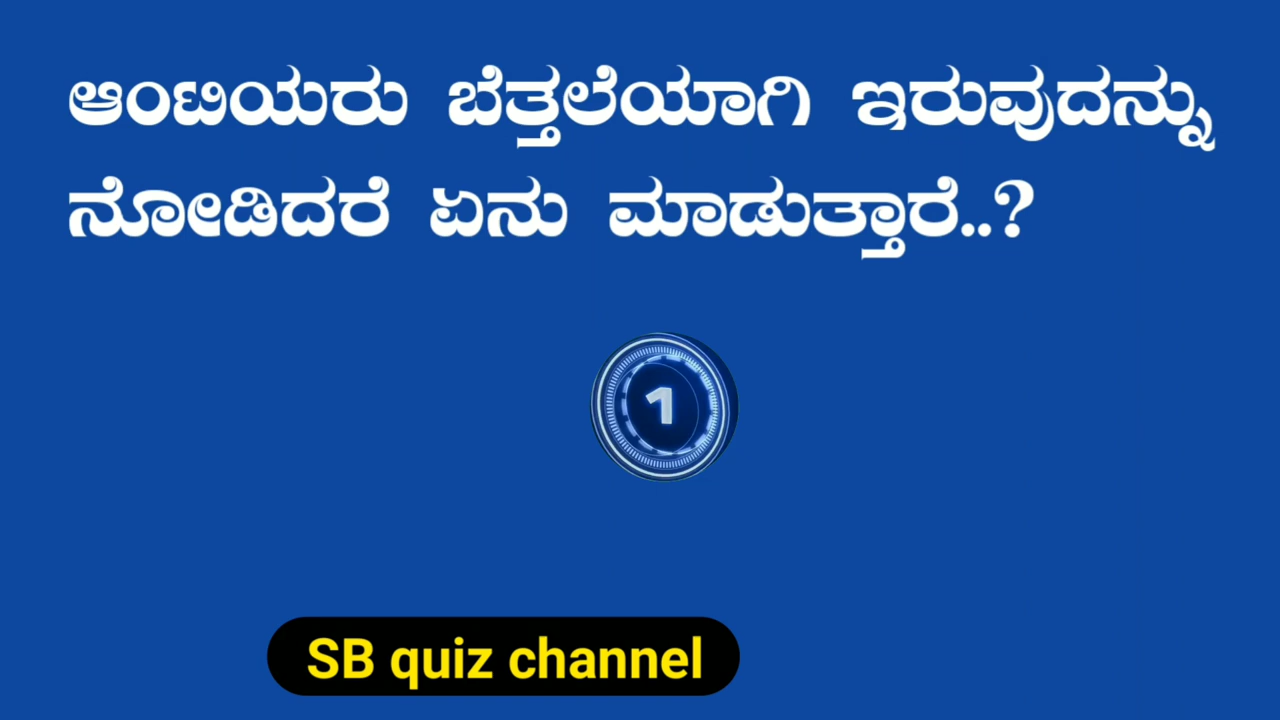 ಆಂಟಿಯರು ಬೆತ್ತಲೆಯಾಗಿ ಇರುವುದನ್ನು
ನೋಡಿದರೆ ಏನು ಮಾಡುತ್ತಾರೆ..?
1
SB quiz channel